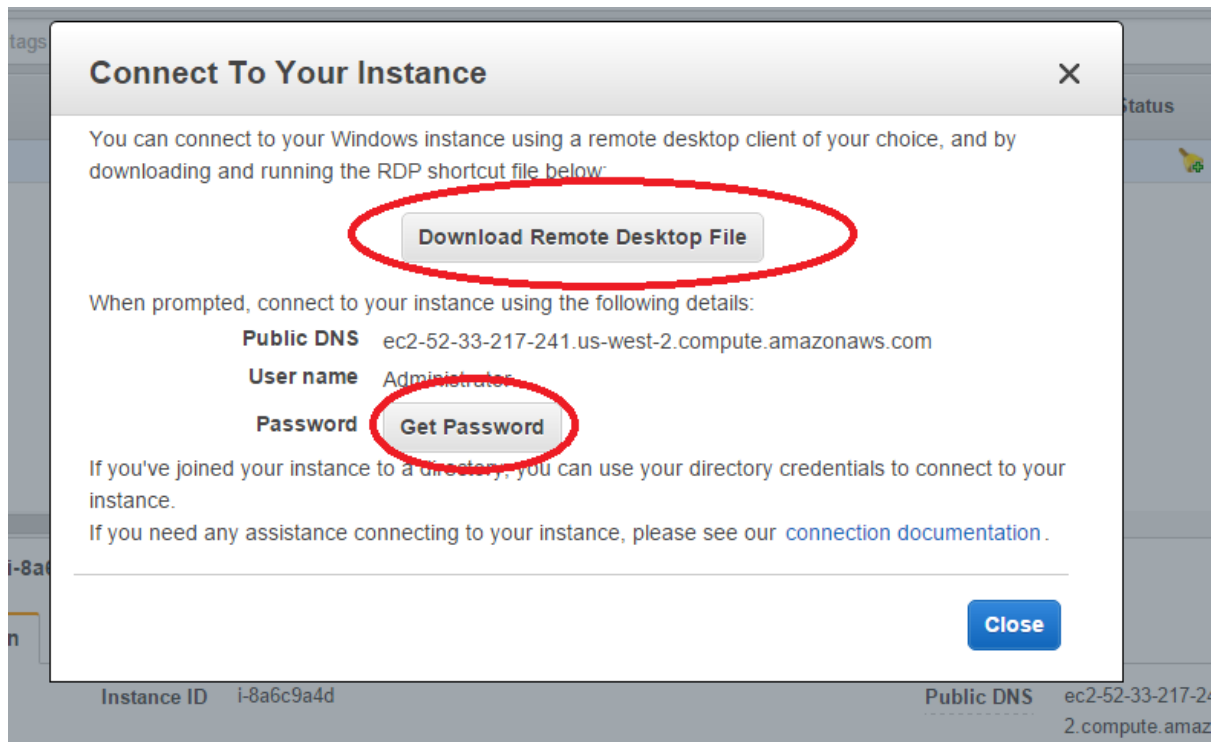 tags
Connect To Your Instance
Status
You can connect to your Windows instance using a remote desktop client of your choice, and by
downloading and running the RDP shortcut file below:
Download Remote Desktop File
When prompted, connect to your instance using the following details:
Public DNS ec2-52-33-217-241.us-west-2.compute.amazonaws.com
User name Administrator
Password Get Password
If you've joined your instance to a directory, you can use your directory credentials to connect to your
instance.
If you need any assistance connecting to your instance, please see our connection documentation.
i-8a6
n
Close
Instance ID i-8a6c9a4d Public DNS ec2-52-33-217-24
2.compute.amaz